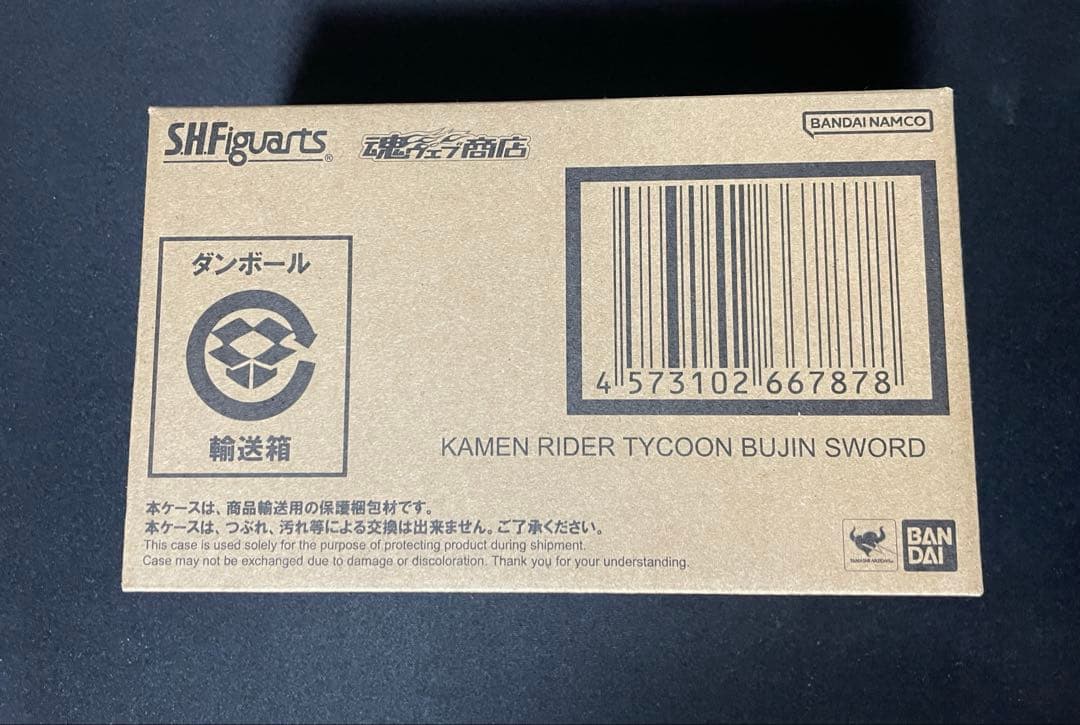 S.H.Figuarts®
魂ウェブ商店
BANDAI NAMCO
ダンボール
輸送箱
4 573102 667878
KAMEN RIDER TYCOON BUJIN SWORD
本ケースは、商品輸送用の保護梱包材です。
本ケースは、つぶれ、汚れ等による交換は出来ません。ご了承ください。
This case is used solely for the purpose of protecting product during shipment.
Case may not be exchanged due to damage or discoloration. Thank you for your understanding.
TAMASHII NATIONS
BAN
DAI